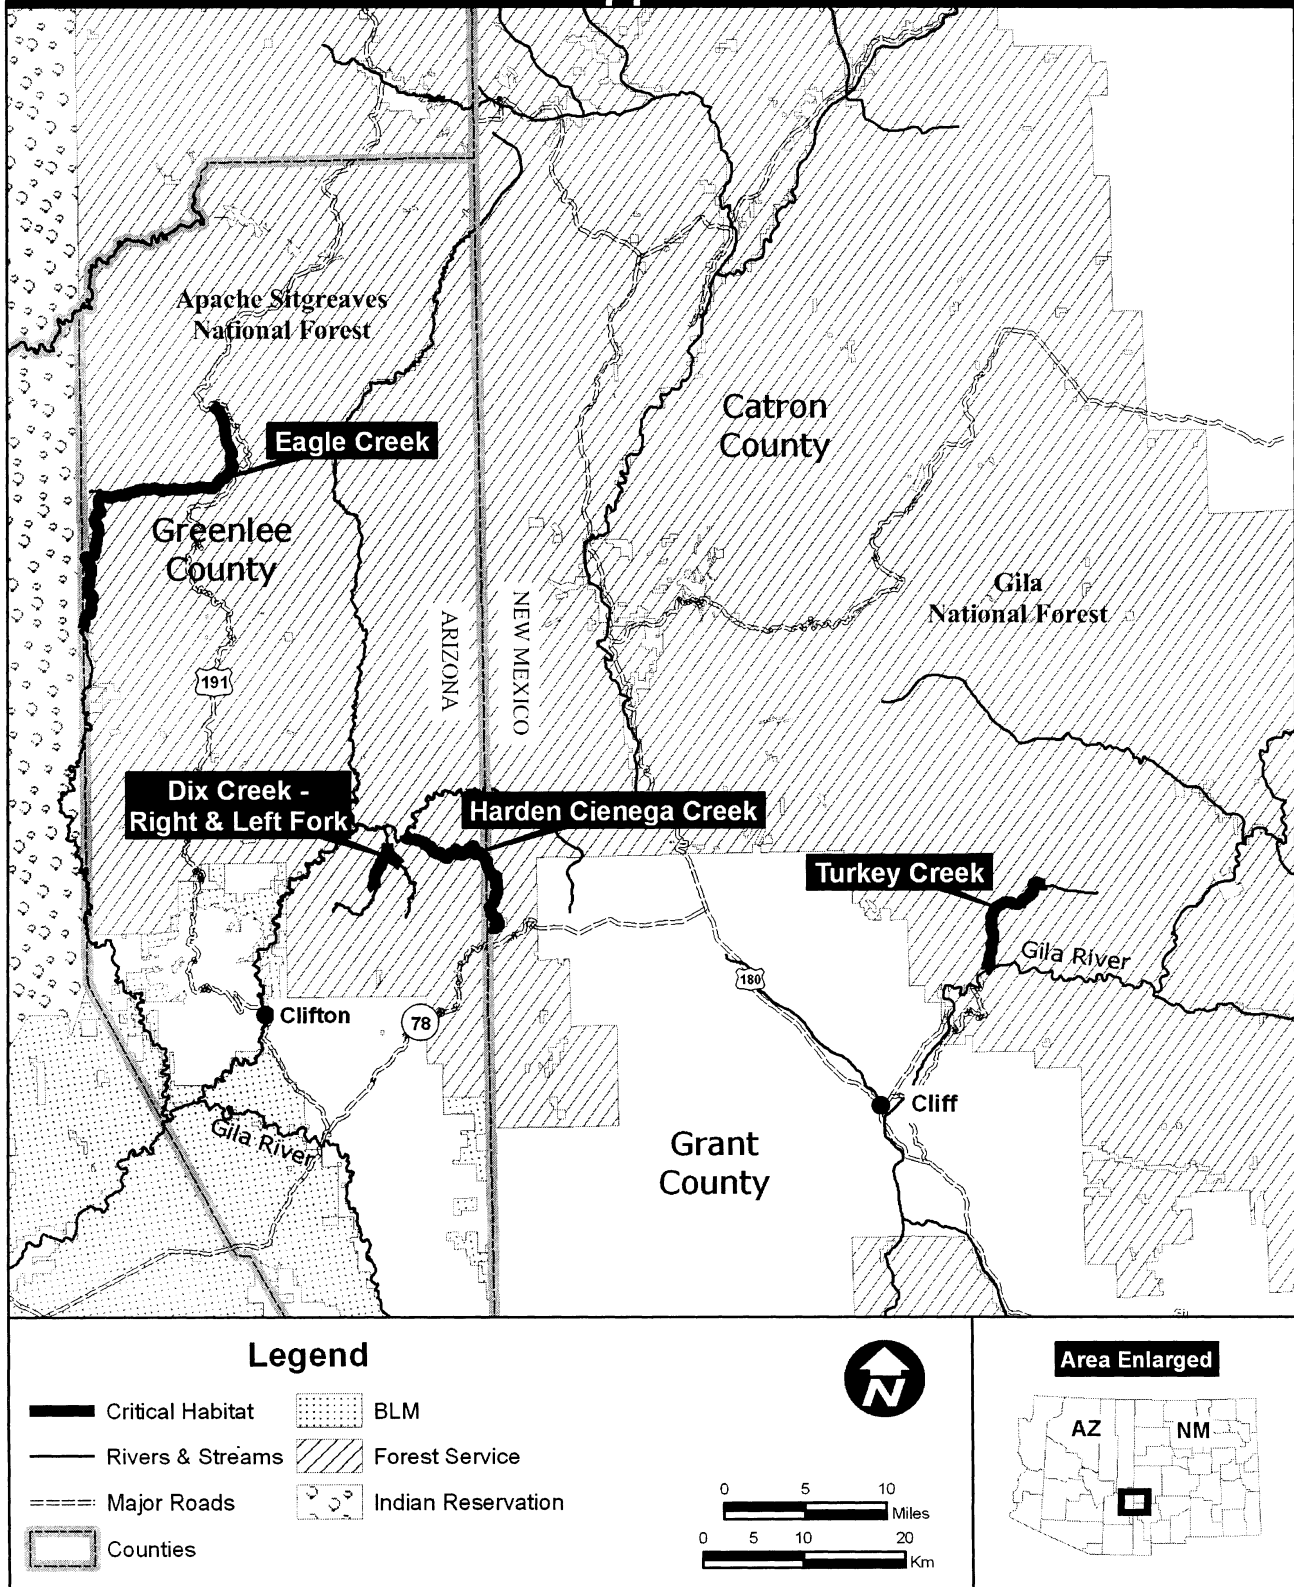 Apache Sitgreaves
National Forest
Catron
County
Eagle Creek
Greenlee
County
Gila
National Forest
ARIZONA
NEW MEXICO
191
Dix Creek -
Right & Left Fork
Harden Cienega Creek
Turkey Creek
Gila River
180
Clifton
78
Cliff
Gila River
Grant
County
Legend
Critical Habitat
Rivers & Streams
Major Roads
Counties
BLM
Forest Service
Indian Reservation
N
0 5 10
Miles
0 5 10 20
Km
Area Enlarged
AZ
NM